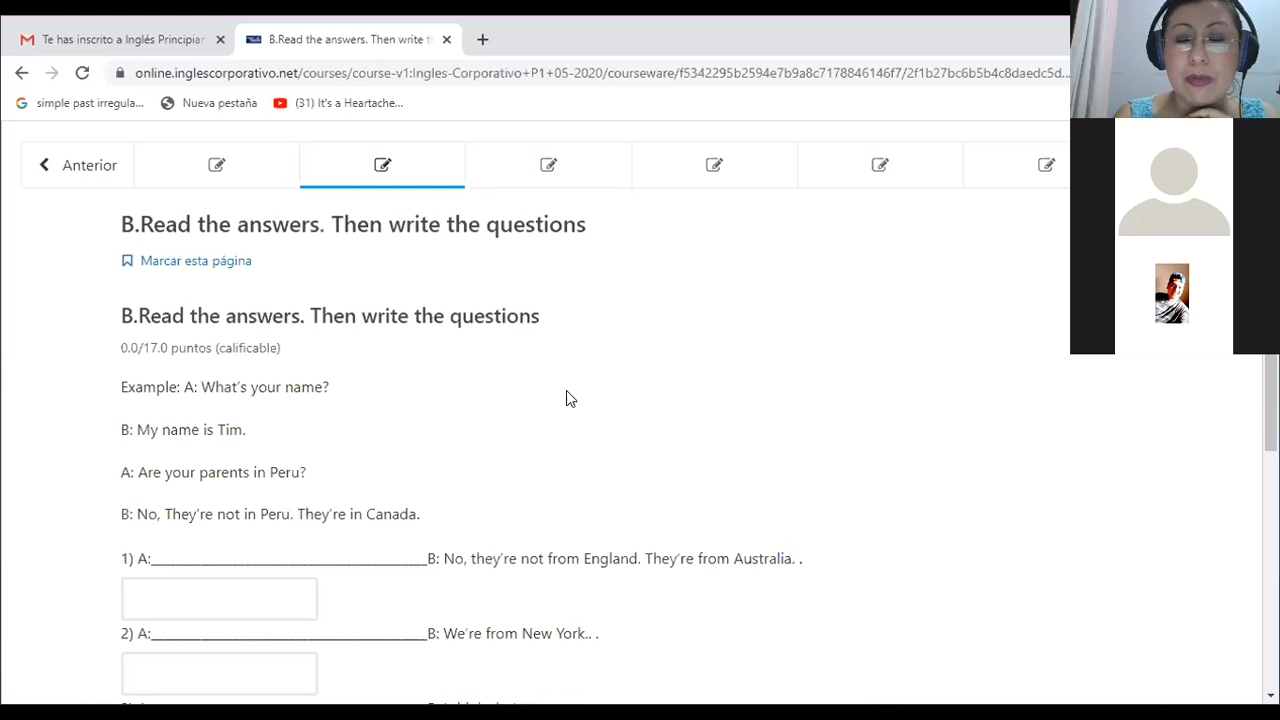 Te has inscrito a Inglés Principian
B.Read the answers. Then write th
online.inglescorporativo.net/courses/course-v1:Ingles-Corporativo+P1+05-2020/courseware/f5342295b2594e7b9a8c7178846146f7/2f1b27bc6b5b4c8daedc5d...
simple past irregula...
Nueva pestaña
(31) It's a Heartache...
Anterior
B.Read the answers. Then write the questions
Marcar esta página
B.Read the answers. Then write the questions
0.0/17.0 puntos (calificable)
Example: A: What's your name?
B: My name is Tim.
A: Are your parents in Peru?
B: No, They're not in Peru. They're in Canada.
1) A:______________________________________B: No, they're not from England. They're from Australia. .
2) A:______________________________________B: We're from New York.. .